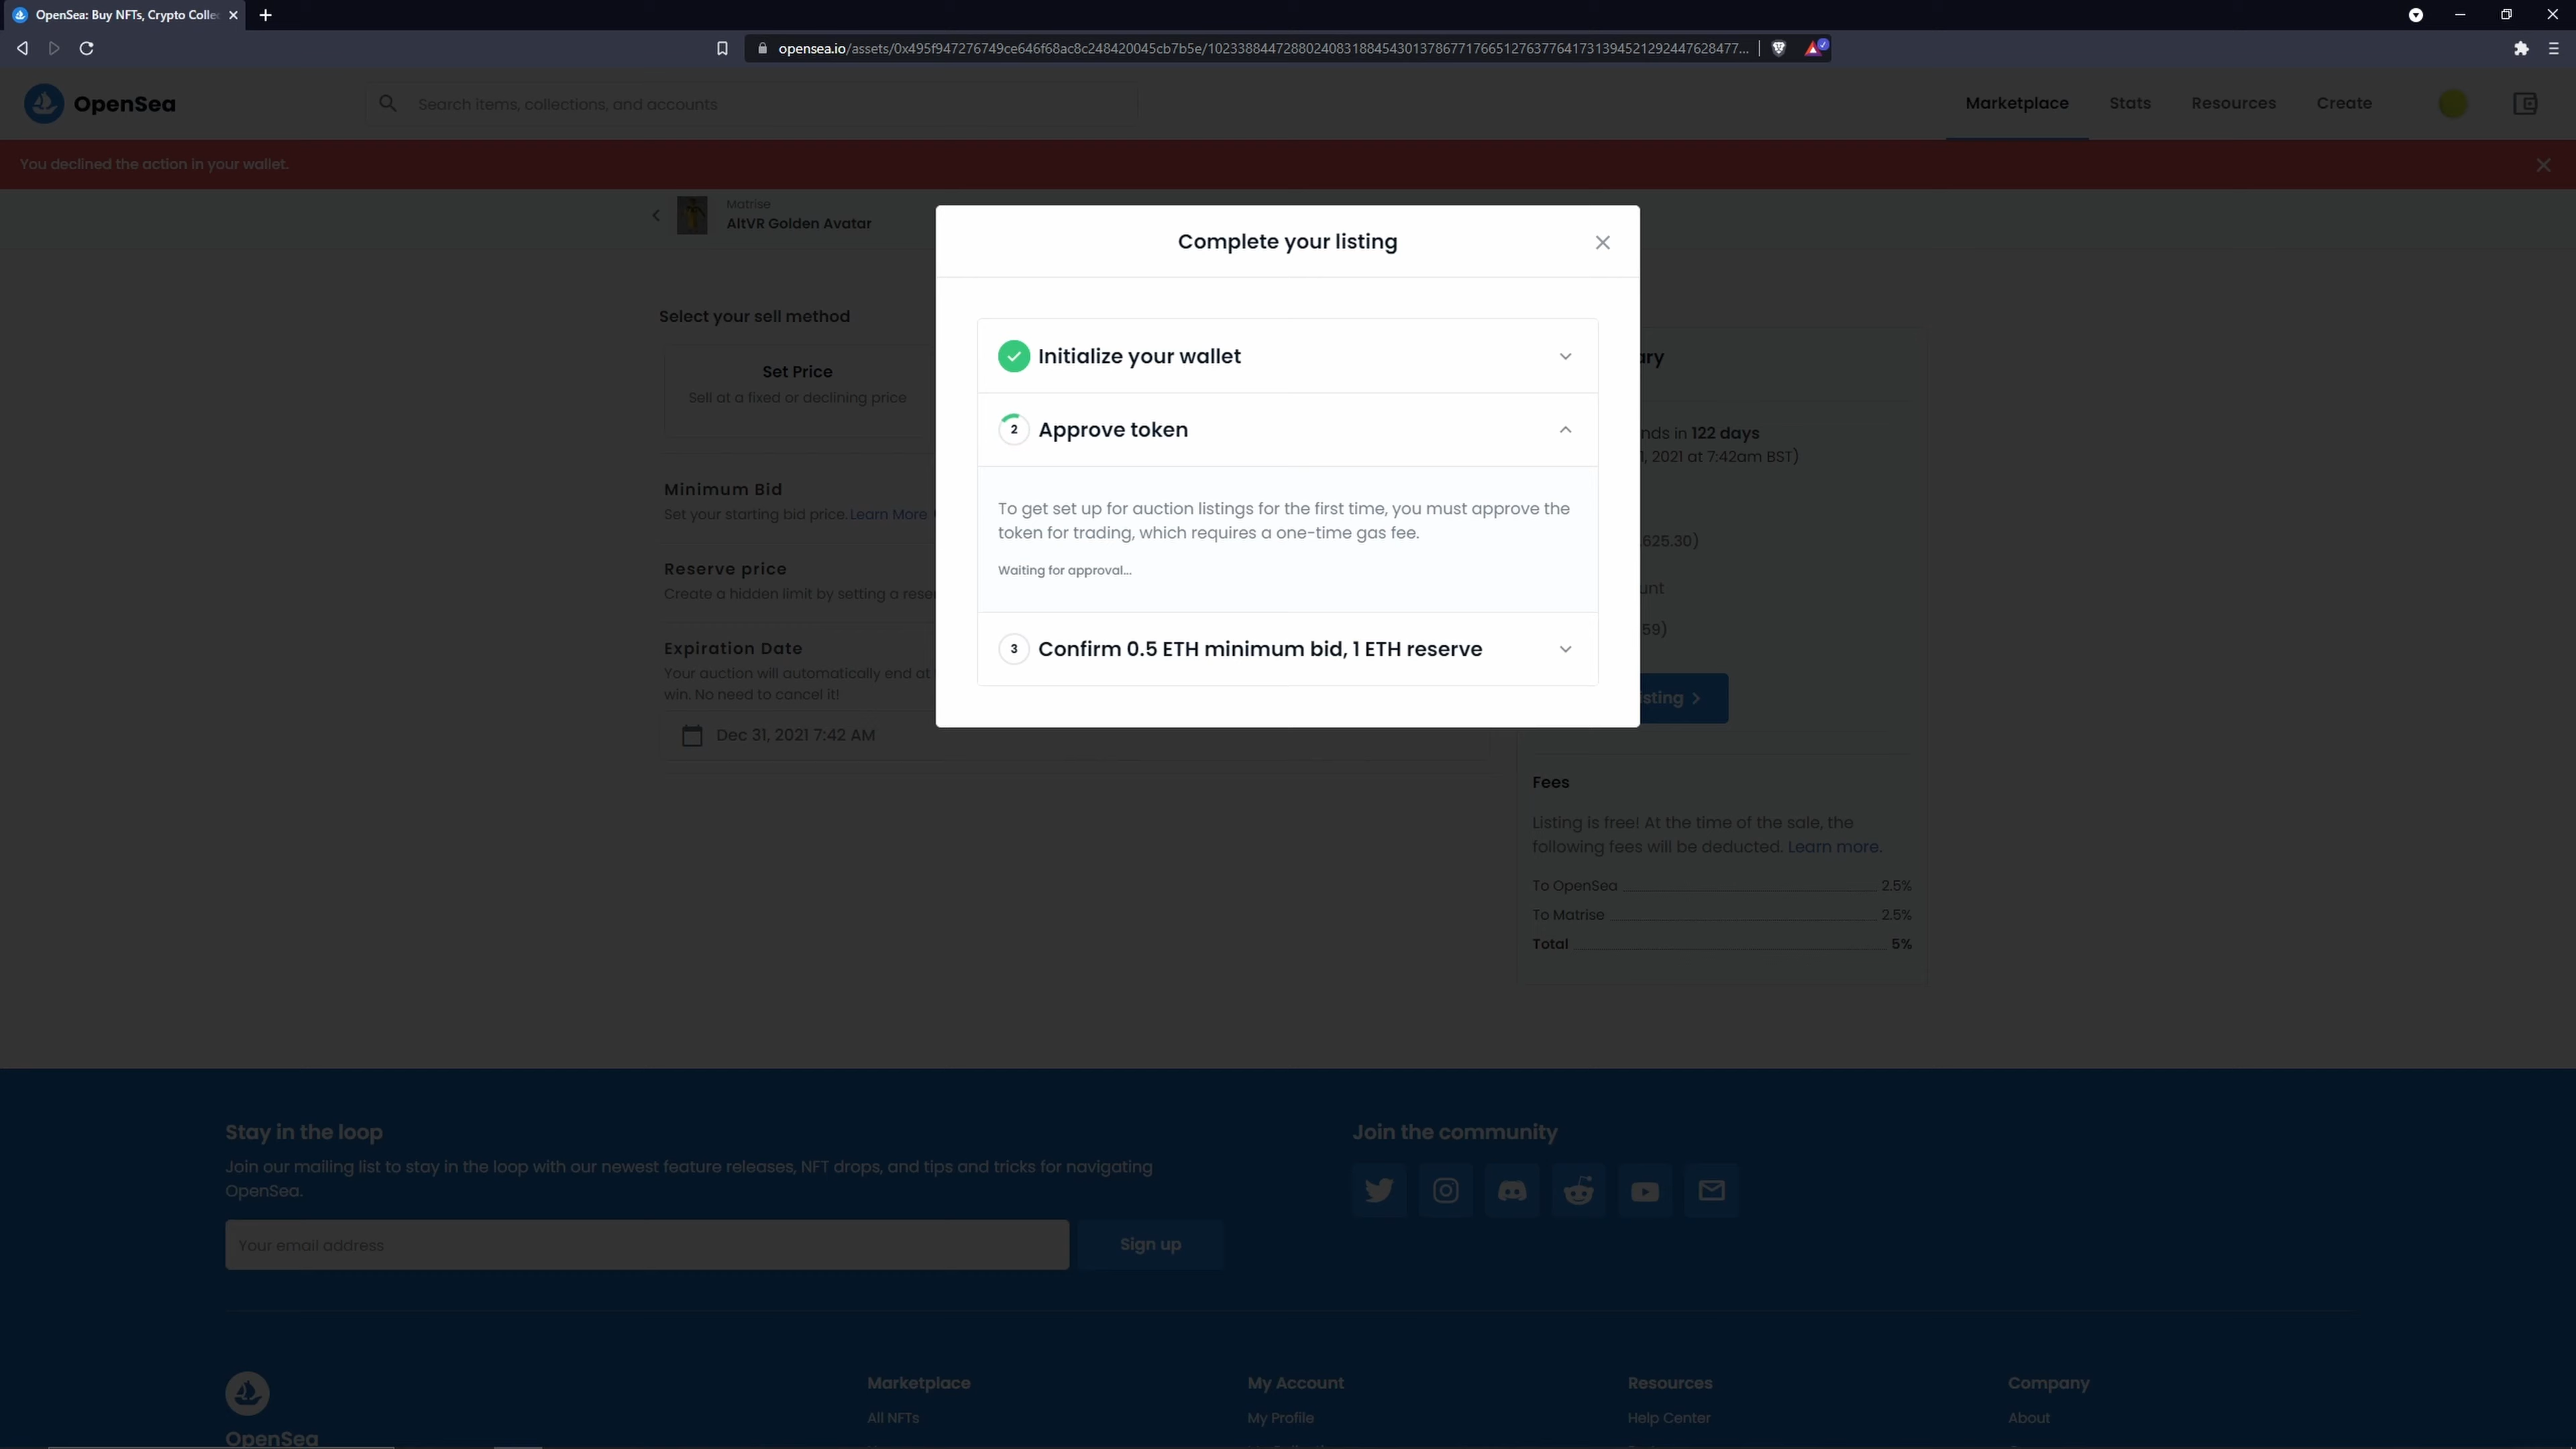 OpenSea: Buy NFTs, Crypto Colle
opensea.io/assets/0x495f947276749ce646f68ac8c248420045cb7b5e/10233884472880240831884543013786771766512763776417313945212924476284​77...
OpenSea
Search items, collections, and accounts
Marketplace
Stats
Resources
Create
You declined the action in your wallet.
Matrise
AltVR Golden Avatar
Complete your listing
Select your sell method
Set Price
Sell at a fixed or declining price
Initialize your wallet
2 Approve token
To get set up for auction listings for the first time, you must approve the
token for trading, which requires a one-time gas fee.
Waiting for approval...
3 Confirm 0.5 ETH minimum bid, 1 ETH reserve
Minimum Bid
Set your starting bid price. Learn More
Reserve price
Create a hidden limit by setting a rese
Expiration Date
Your auction will automatically end at
win. No need to cancel it!
Dec 31, 2021 7:42 AM
ary
nds in 122 days
1, 2021 at 7:42am BST)
625.30)
unt
59)
isting
Fees
Listing is free! At the time of the sale, the
following fees will be deducted. Learn more.
To OpenSea 2.5%
To Matrise 2.5%
Total 5%
Stay in the loop
Join our mailing list to stay in the loop with our newest feature releases, NFT drops, and tips and tricks for navigating
OpenSea.
Your email address
Sign up
Join the community
OpenSea
Marketplace
All NFTs
My Account
My Profile
Resources
Help Center
Company
About